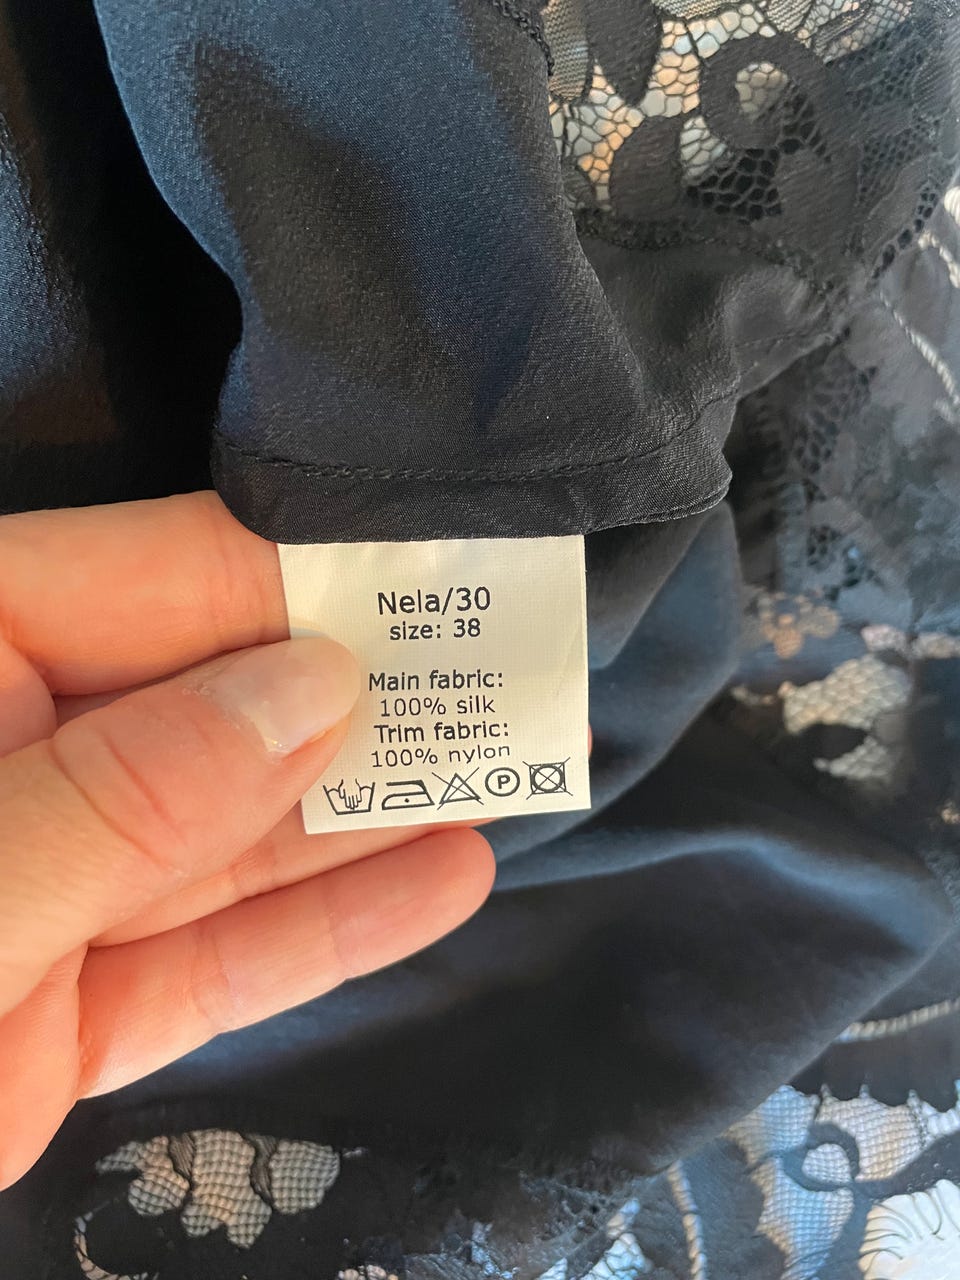 Nela/30
size: 38
Main fabric:
100% silk
Trim fabric:
100% nylon
P